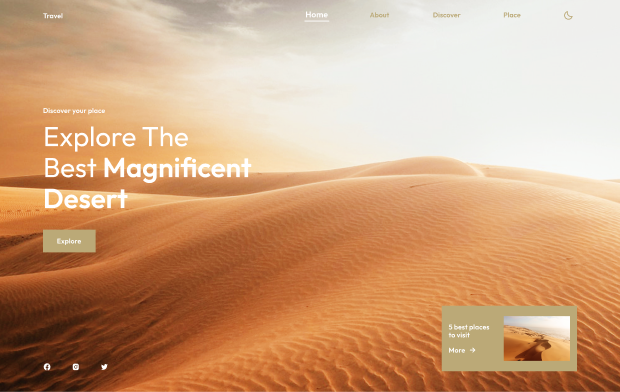 Travel
Home
About
Discover
Place
Discover your place
Explore The
Best Magnificent
Desert
Explore
5 best places
to visit
More